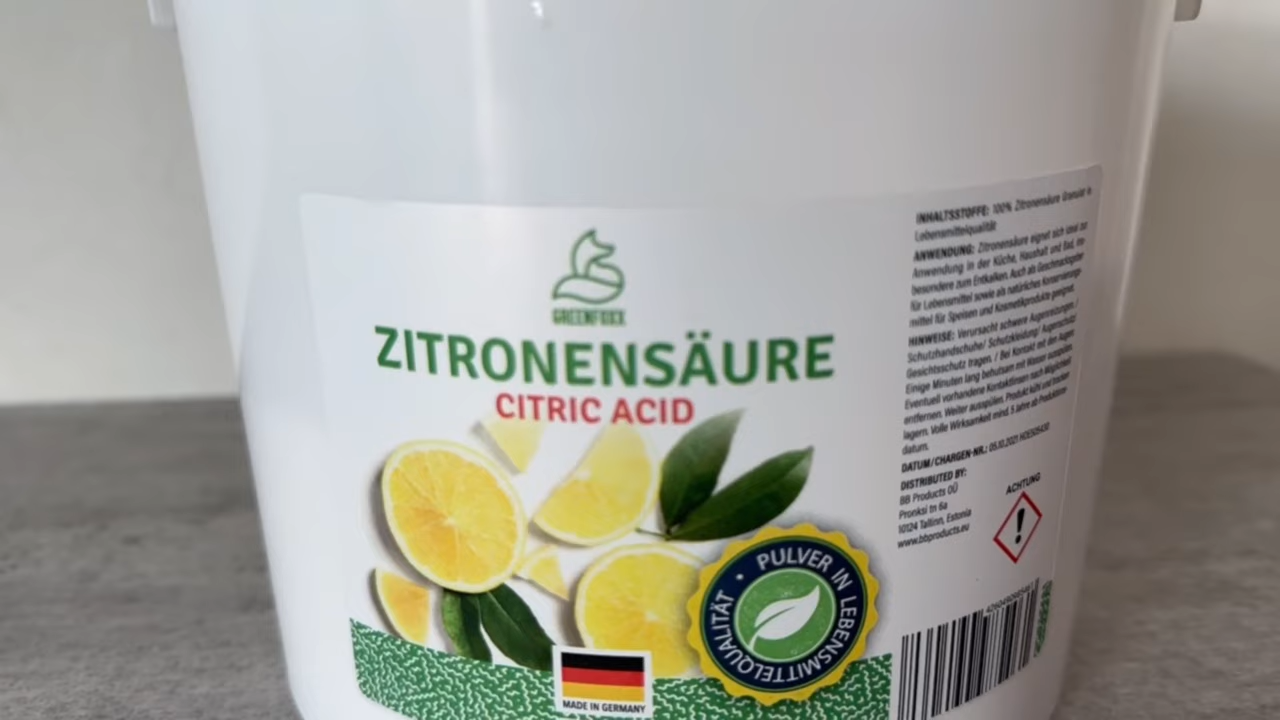 GREENFOXX
ZITRONENSÄURE
CITRIC ACID
PULVER IN LEBENSMITTELQUALITÄT
MADE IN GERMANY
INHALTSSTOFFE: 100% Zitronensäure Granulat in
Lebensmittelqualität
ANWENDUNG: Zitronensäure eignet sich ideal zur
Anwendung in der Küche, Haushalt und Bad, ins-
besondere zum Entkalken. Auch als Geschmacksgeber
für Lebensmittel sowie als natürliches Konservierungs-
mittel für Speisen und Kosmetikprodukte geeignet.
HINWEISE: Verursacht schwere Augenreizungen. /
Schutzhandschuhe/ Schutzkleidung/ Augenschutz/
Gesichtsschutz tragen. / Bei Kontakt mit den Augen:
Einige Minuten lang behutsam mit Wasser ausspülen.
Eventuell vorhandene Kontaktlinsen nach Möglichkeit
entfernen. Weiter ausspülen. Produkt kühl und trocken
lagern. Volle Wirksamkeit mind. 5 Jahre ab Produktions-
datum.
DATUM/CHARGEN-NR.: 05.10.2021
DISTRIBUTED BY:
BB Products OÜ
Pronksi tn 6a
10124 Tallinn, Estonia
www.bbproducts.eu
ACHTUNG